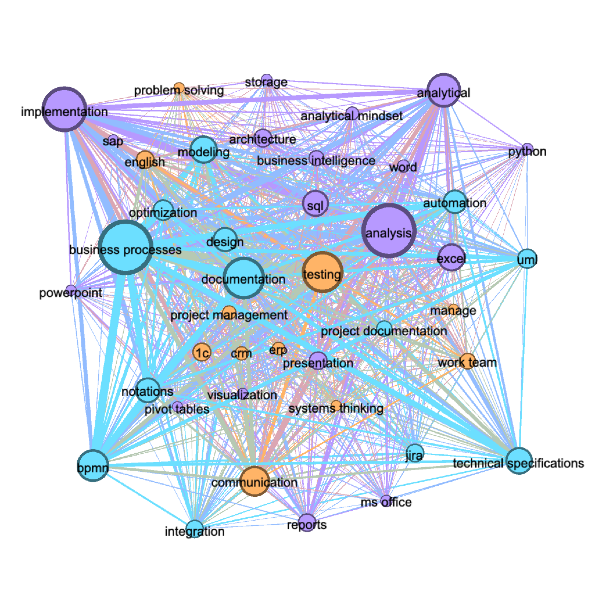 storage
problem solving
analytical
implementation
analytical mindset
sap
architecture
modeling
python
english
business intelligence
word
optimization
sql
automation
business processes
design
uml
excel
documentation
testing
powerpoint
project management
manage
project documentation
1c
crm
erp
presentation
work team
notations
visualization
pivot tables
systems thinking
jira
bpmn
technical specifications
communication
ms office
integration
reports